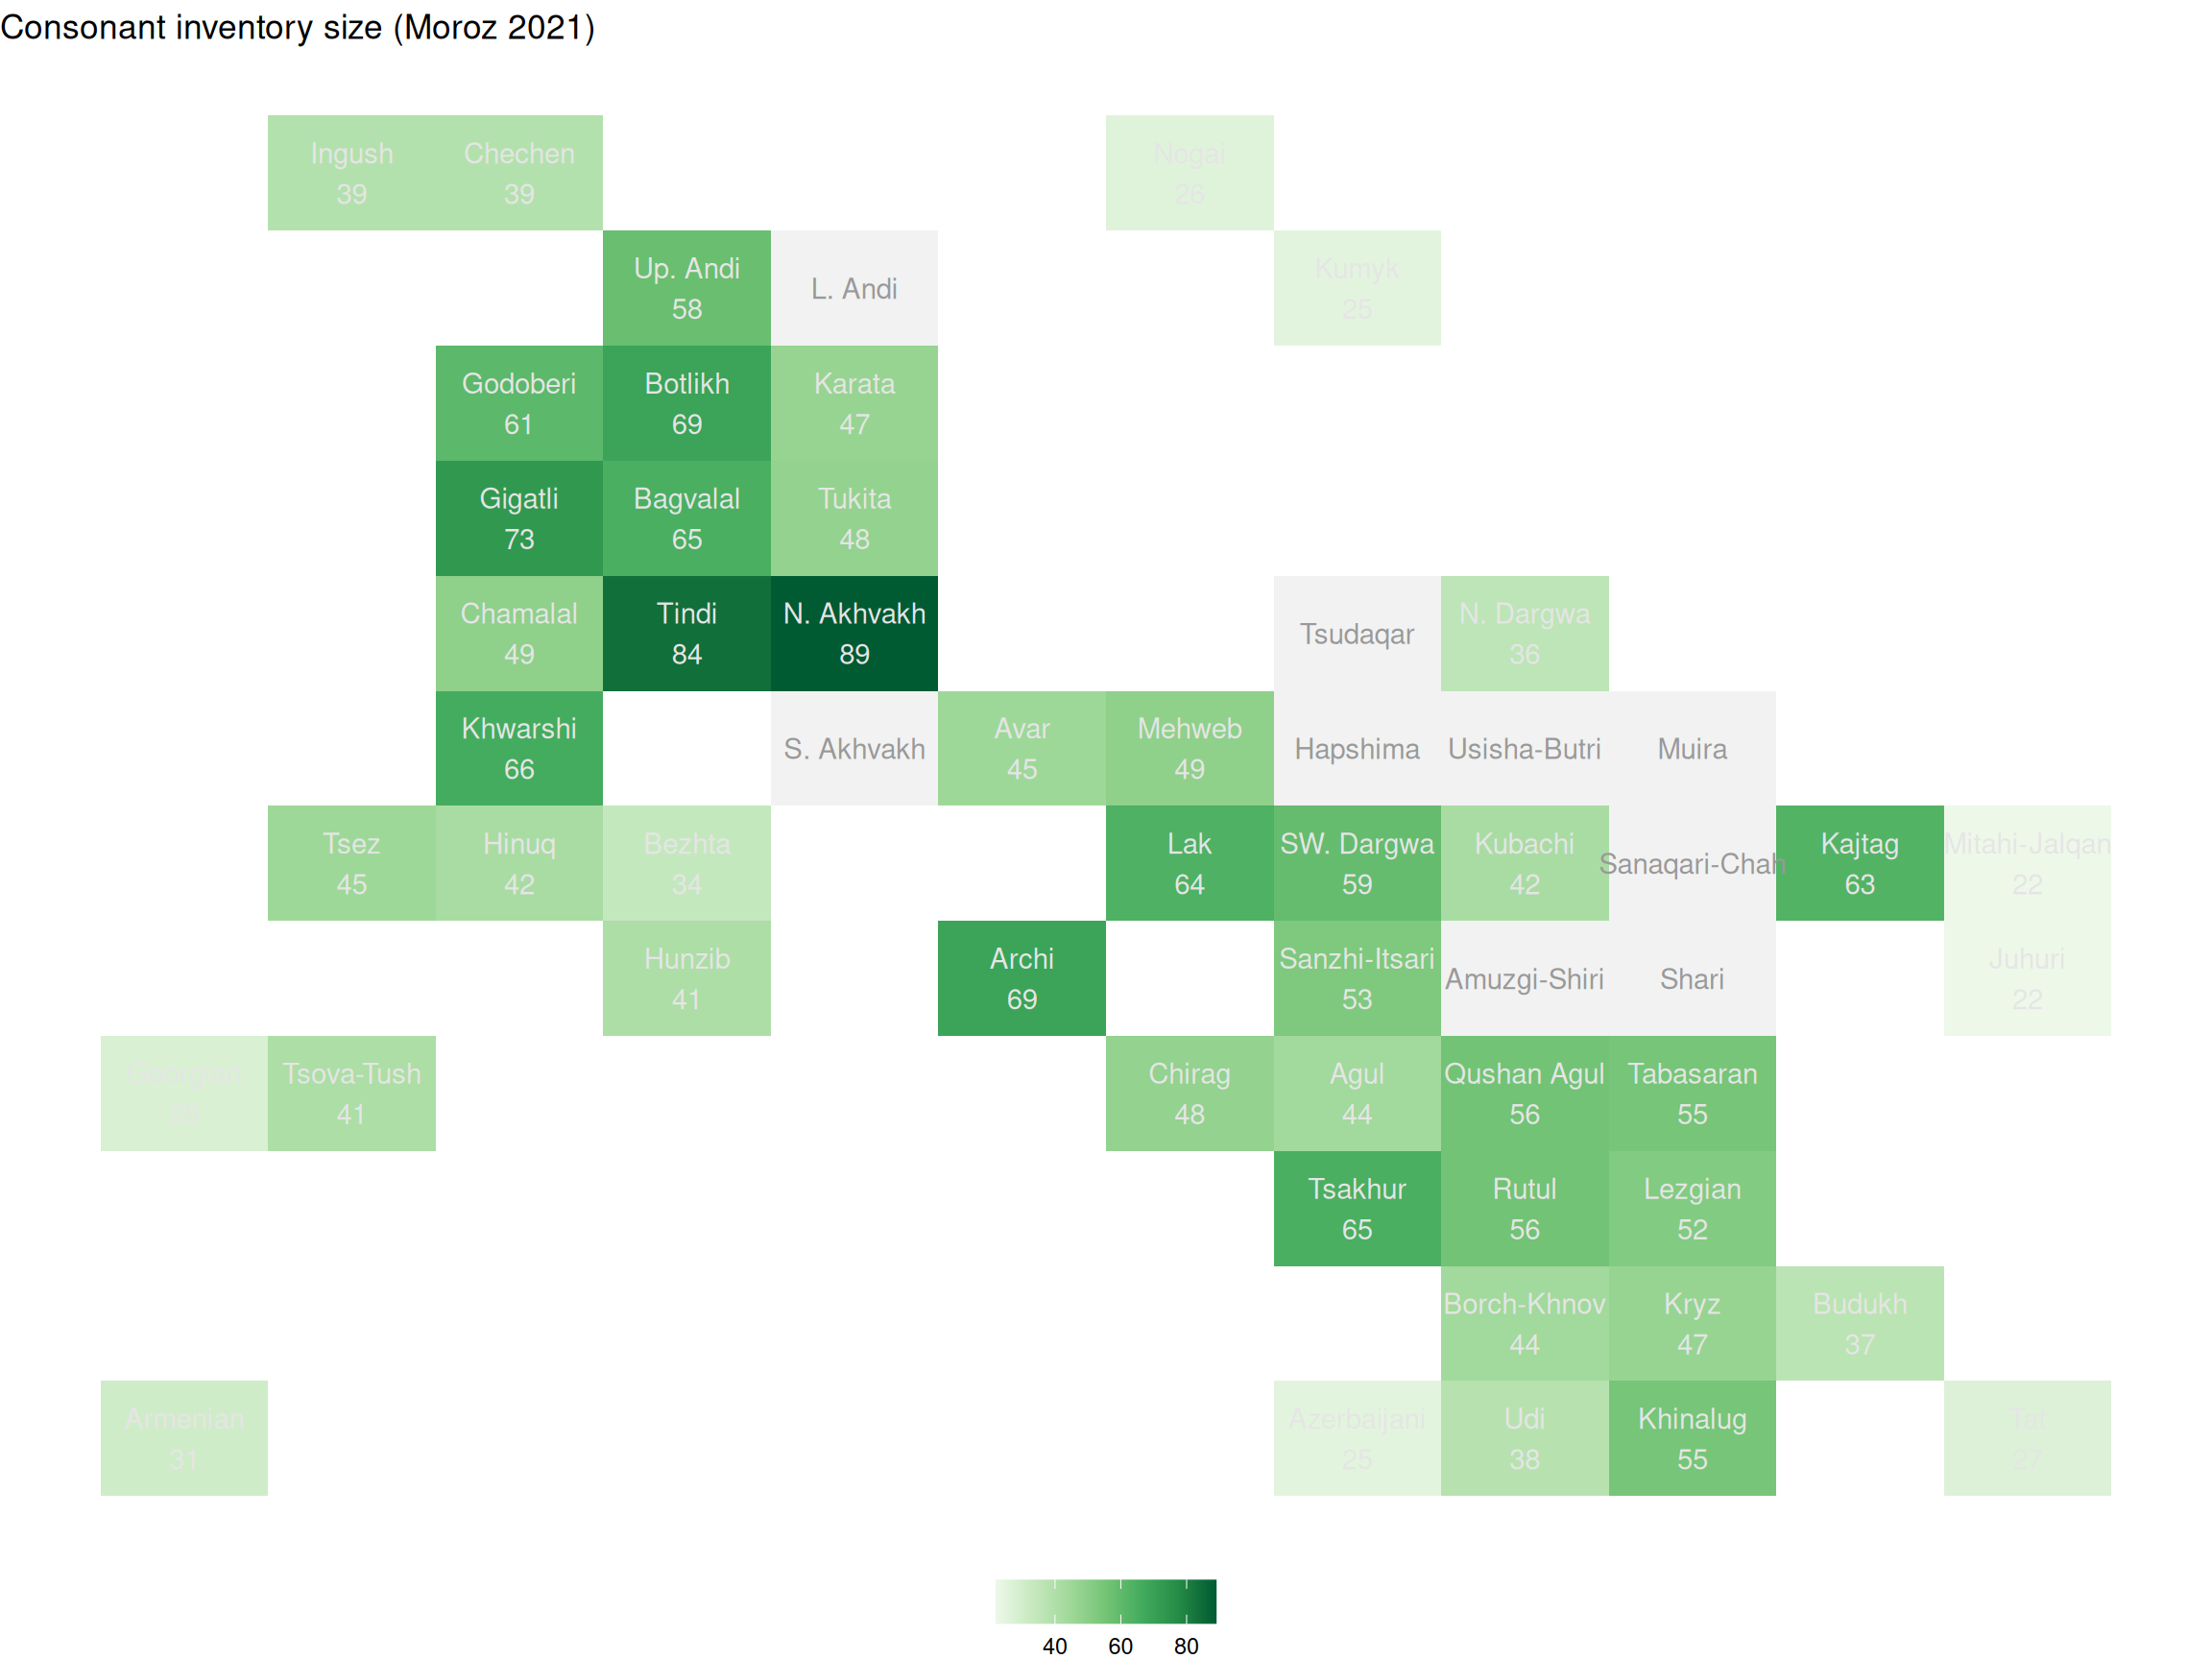 Consonant inventory size (Moroz 2021)
Ingush
39
Chechen
39
Nogai
26
Up. Andi
58
L. Andi
Kumyk
25
Godoberi
61
Botlikh
69
Karata
47
Gigatli
73
Bagvalal
65
Tukita
48
Chamalal
49
Tindi
84
N. Akhvakh
89
Tsudaqar
N. Dargwa
36
Khwarshi
66
S. Akhvakh
Avar
45
Mehweb
49
Hapshima
Usisha-Butri
Muira
Tsez
45
Hinuq
42
Bezhta
34
Lak
64
SW. Dargwa
59
Kubachi
42
Sanaqari-Chah
Kajtag
63
Mitahi-Jalqan
22
Hunzib
41
Archi
69
Sanzhi-Itsari
53
Amuzgi-Shiri
Shari
Juhuri
22
Georgian
Tsova-Tush
41
Chirag
48
Agul
44
Qushan Agul
56
Tabasaran
55
Tsakhur
65
Rutul
56
Lezgian
52
Borch-Khnov
44
Kryz
47
Budukh
37
Armenian
31
Azerbaijani
25
Udi
38
Khinalug
55
Tat
27
40 60 80